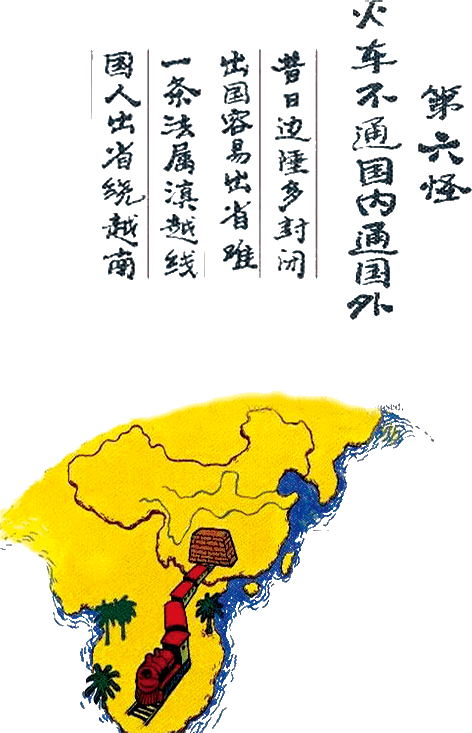 第六怪
火车不通国内通国外
昔日边陲多封闭
出国容易出省难
一条法属滇越线
国人出省绕越南